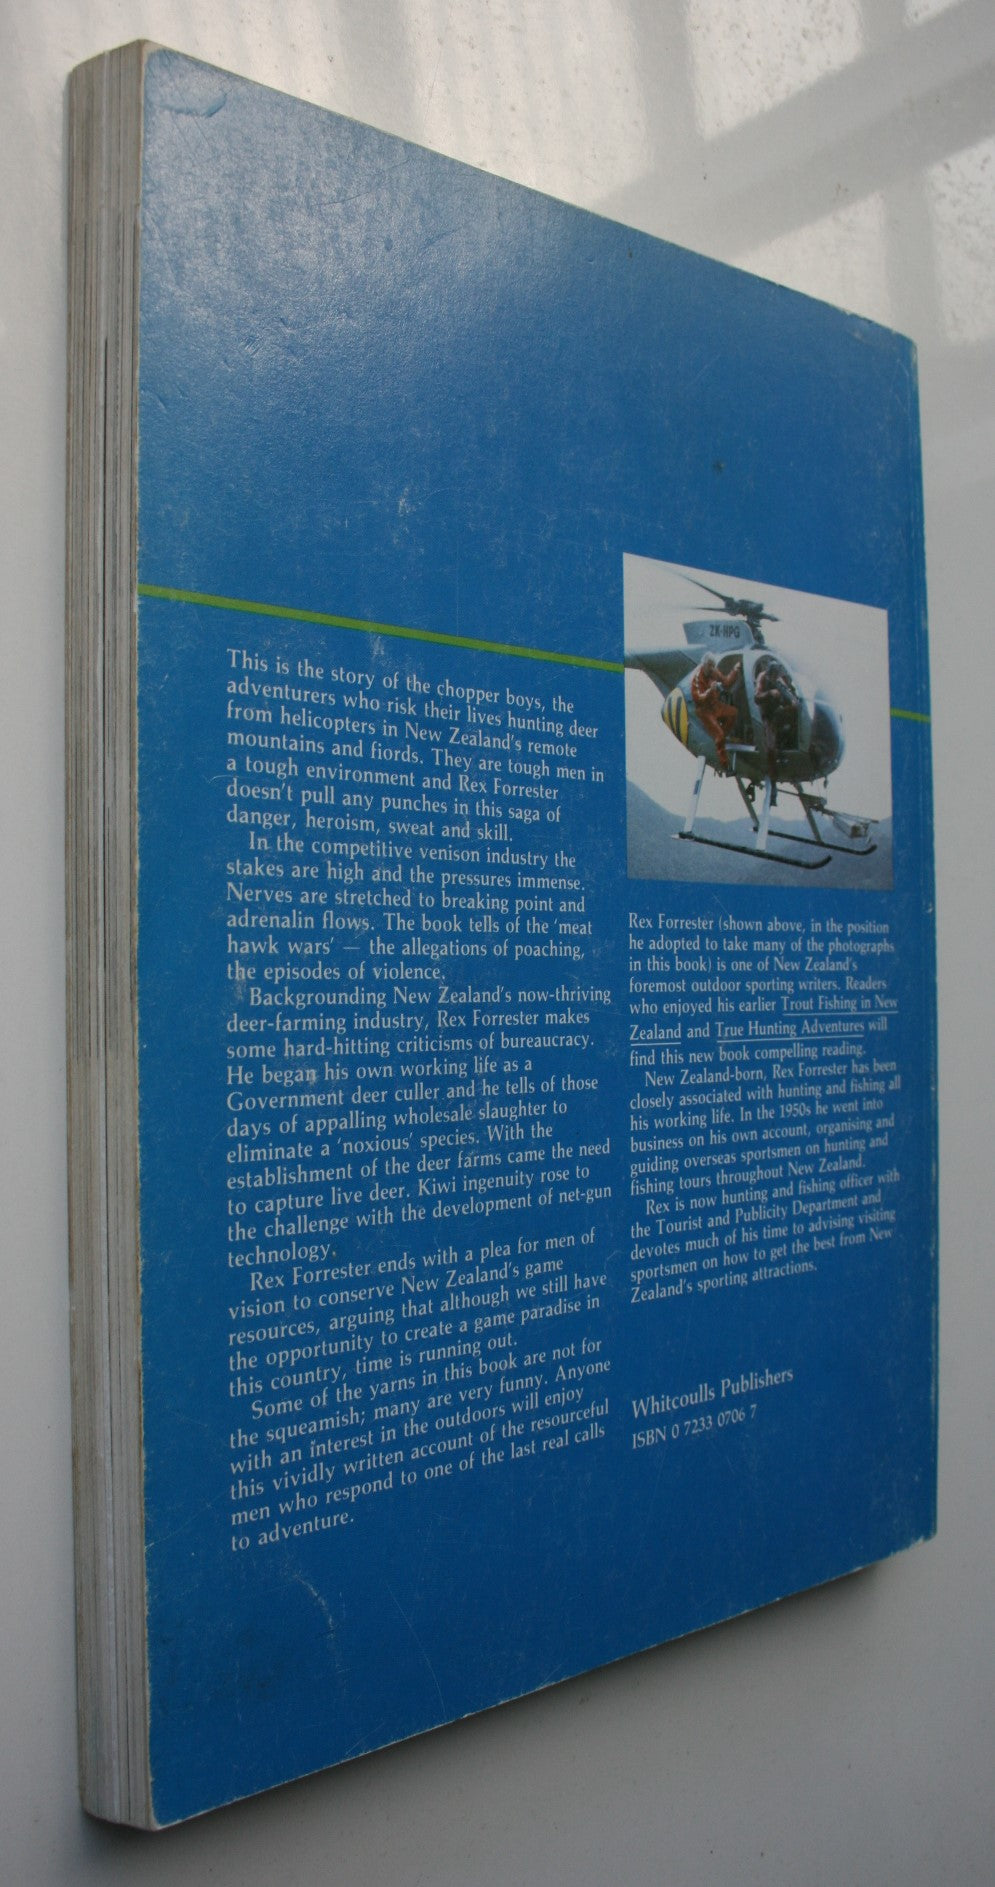 This is the story of the chopper boys, the
adventurers who risk their lives hunting deer
from helicopters in New Zealand's remote
mountains and fiords. They are tough men in
a tough environment and Rex Forrester
doesn't pull any punches in this saga of
danger, heroism, sweat and skill.
In the competitive venison industry the
stakes are high and the pressures immense.
Nerves are stretched to breaking point and
adrenalin flows. The book tells of the 'meat
hawk wars' — the allegations of poaching,
the episodes of violence.
Backgrounding New Zealand's now-thriving
deer-farming industry, Rex Forrester makes
some hard-hitting criticisms of bureaucracy.
He began his own working life as a
Government deer culler and he tells of those
days of appalling wholesale slaughter to
eliminate a 'noxious' species. With the
establishment of the deer farms came the need
to capture live deer. Kiwi ingenuity rose to
the challenge with the development of net-gun
technology.
Rex Forrester ends with a plea for men of
vision to conserve New Zealand's game
resources, arguing that although we still have
the opportunity to create a game paradise in
this country, time is running out.
Some of the yarns in this book are not for
the squeamish; many are very funny. Anyone
with an interest in the outdoors will enjoy
this vividly written account of the resourceful
men who respond to one of the last real calls
to adventure.
ZK-HPG
Rex Forrester (shown above, in the position
he adopted to take many of the photographs
in this book) is one of New Zealand's
foremost outdoor sporting writers. Readers
who enjoyed his earlier Trout Fishing in New
Zealand and True Hunting Adventures will
find this new book compelling reading.
New Zealand-born, Rex Forrester has been
closely associated with hunting and fishing all
his working life. In the 1950s he went into
business on his own account, organising and
guiding overseas sportsmen on hunting and
fishing tours throughout New Zealand.
Rex is now hunting and fishing officer with
the Tourist and Publicity Department and
devotes much of his time to advising visiting
sportsmen on how to get the best from New
Zealand's sporting attractions.
Whitcoulls Publishers
ISBN 0 7233 0706 7